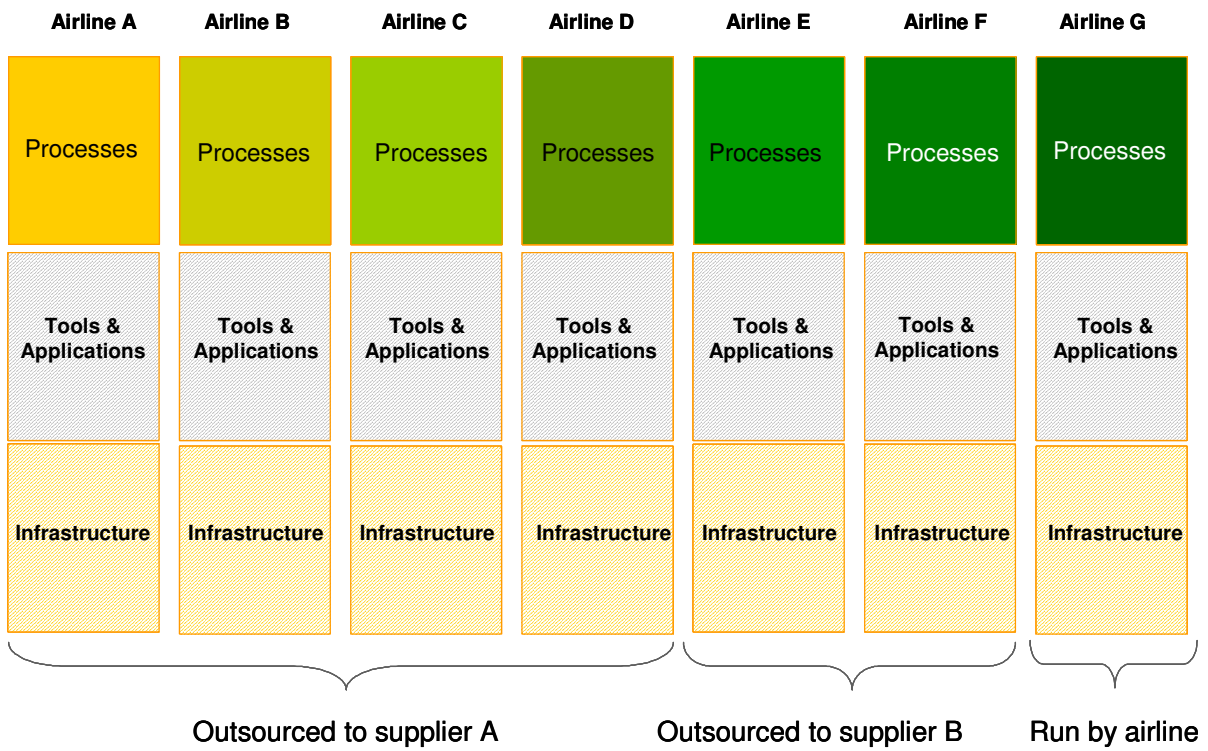 Airline A
Airline B
Airline C
Airline D
Airline E
Airline F
Airline G
Processes
Processes
Processes
Processes
Processes
Processes
Processes
Tools &
Applications
Tools &
Applications
Tools &
Applications
Tools &
Applications
Tools &
Applications
Tools &
Applications
Tools &
Applications
Infrastructure
Infrastructure
Infrastructure
Infrastructure
Infrastructure
Infrastructure
Infrastructure
Outsourced to supplier A
Outsourced to supplier B
Run by airline